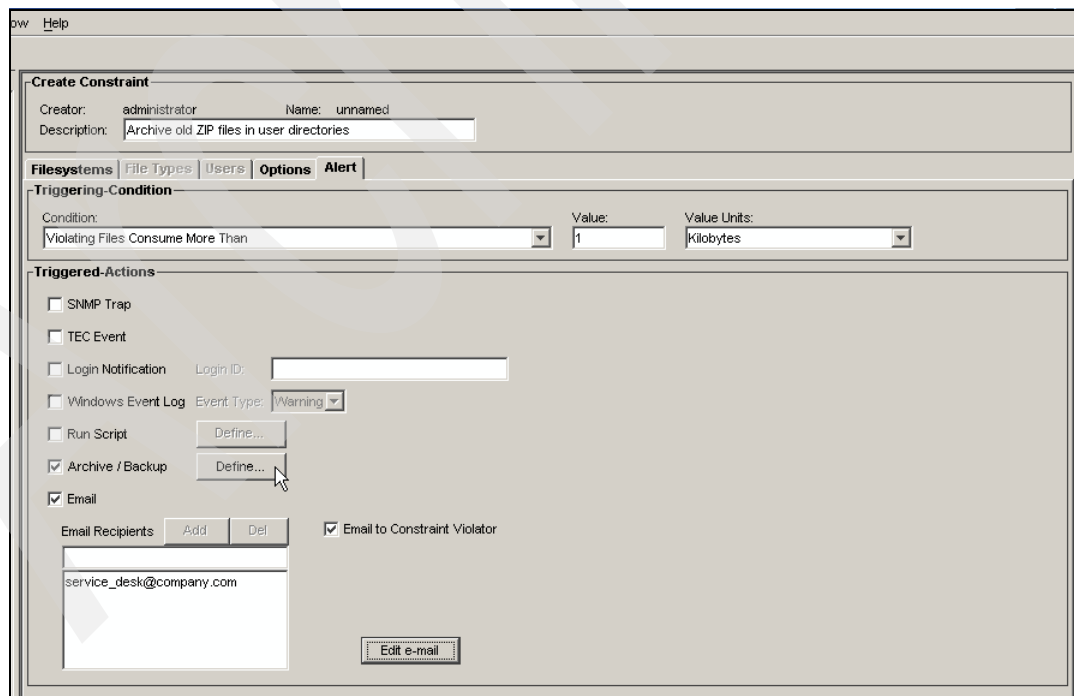 ow Help
Create Constraint
Creator: administrator Name: unnamed
Description: Archive old ZIP files in user directories
Filesystems File Types Users Options Alert
Triggering-Condition
Condition: Value: Value Units:
Violating Files Consume More Than 1 Kilobytes
Triggered-Actions
SNMP Trap
TEC Event
Login Notification Login ID:
Windows Event Log Event Type: Warning
Run Script Define...
Archive / Backup Define...
Email
Email Recipients Add Del Email to Constraint Violator
service_desk@company.com
Edit e-mail